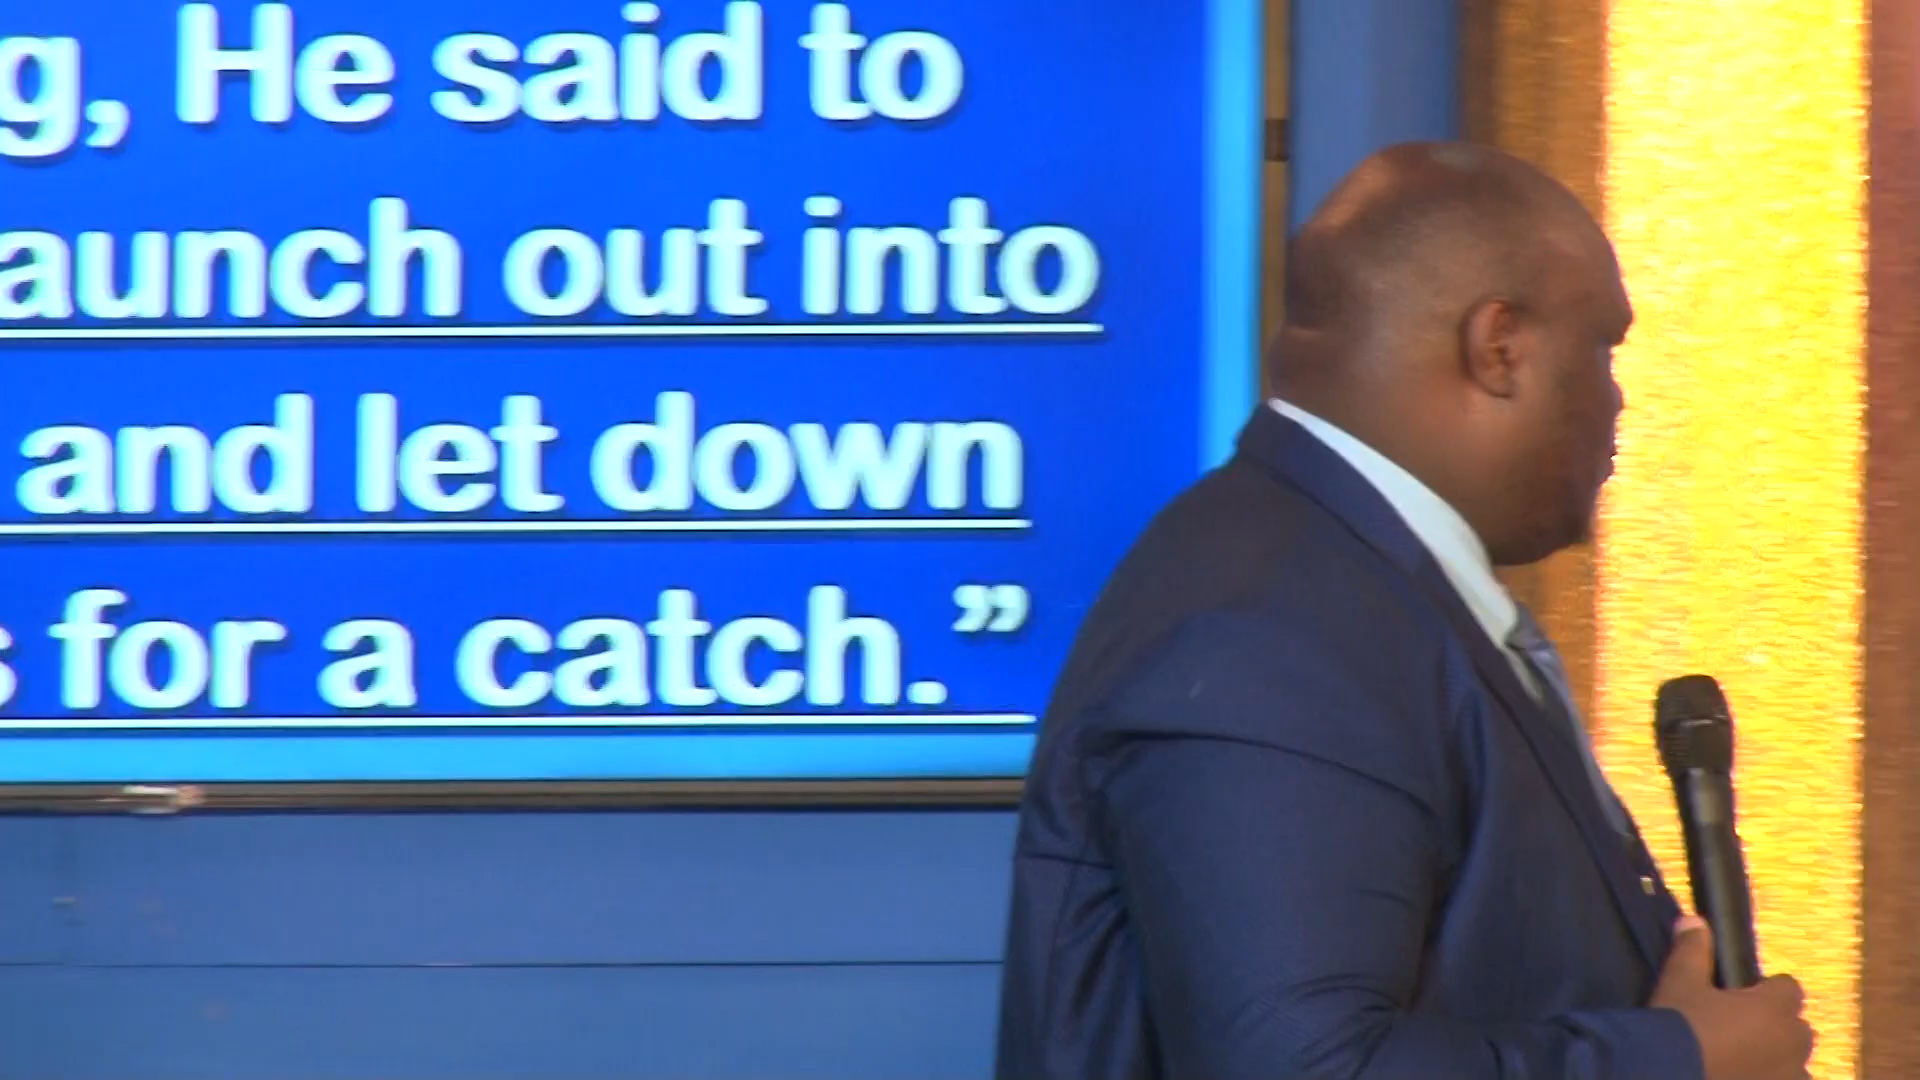 g, He said to
aunch out into
and let down
s for a catch.”